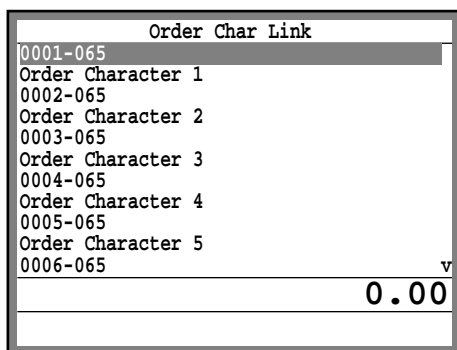 Order Char Link
0001-065
Order Character 1
0002-065
Order Character 2
0003-065
Order Character 3
0004-065
Order Character 4
0005-065
Order Character 5
0006-065 v
0.00